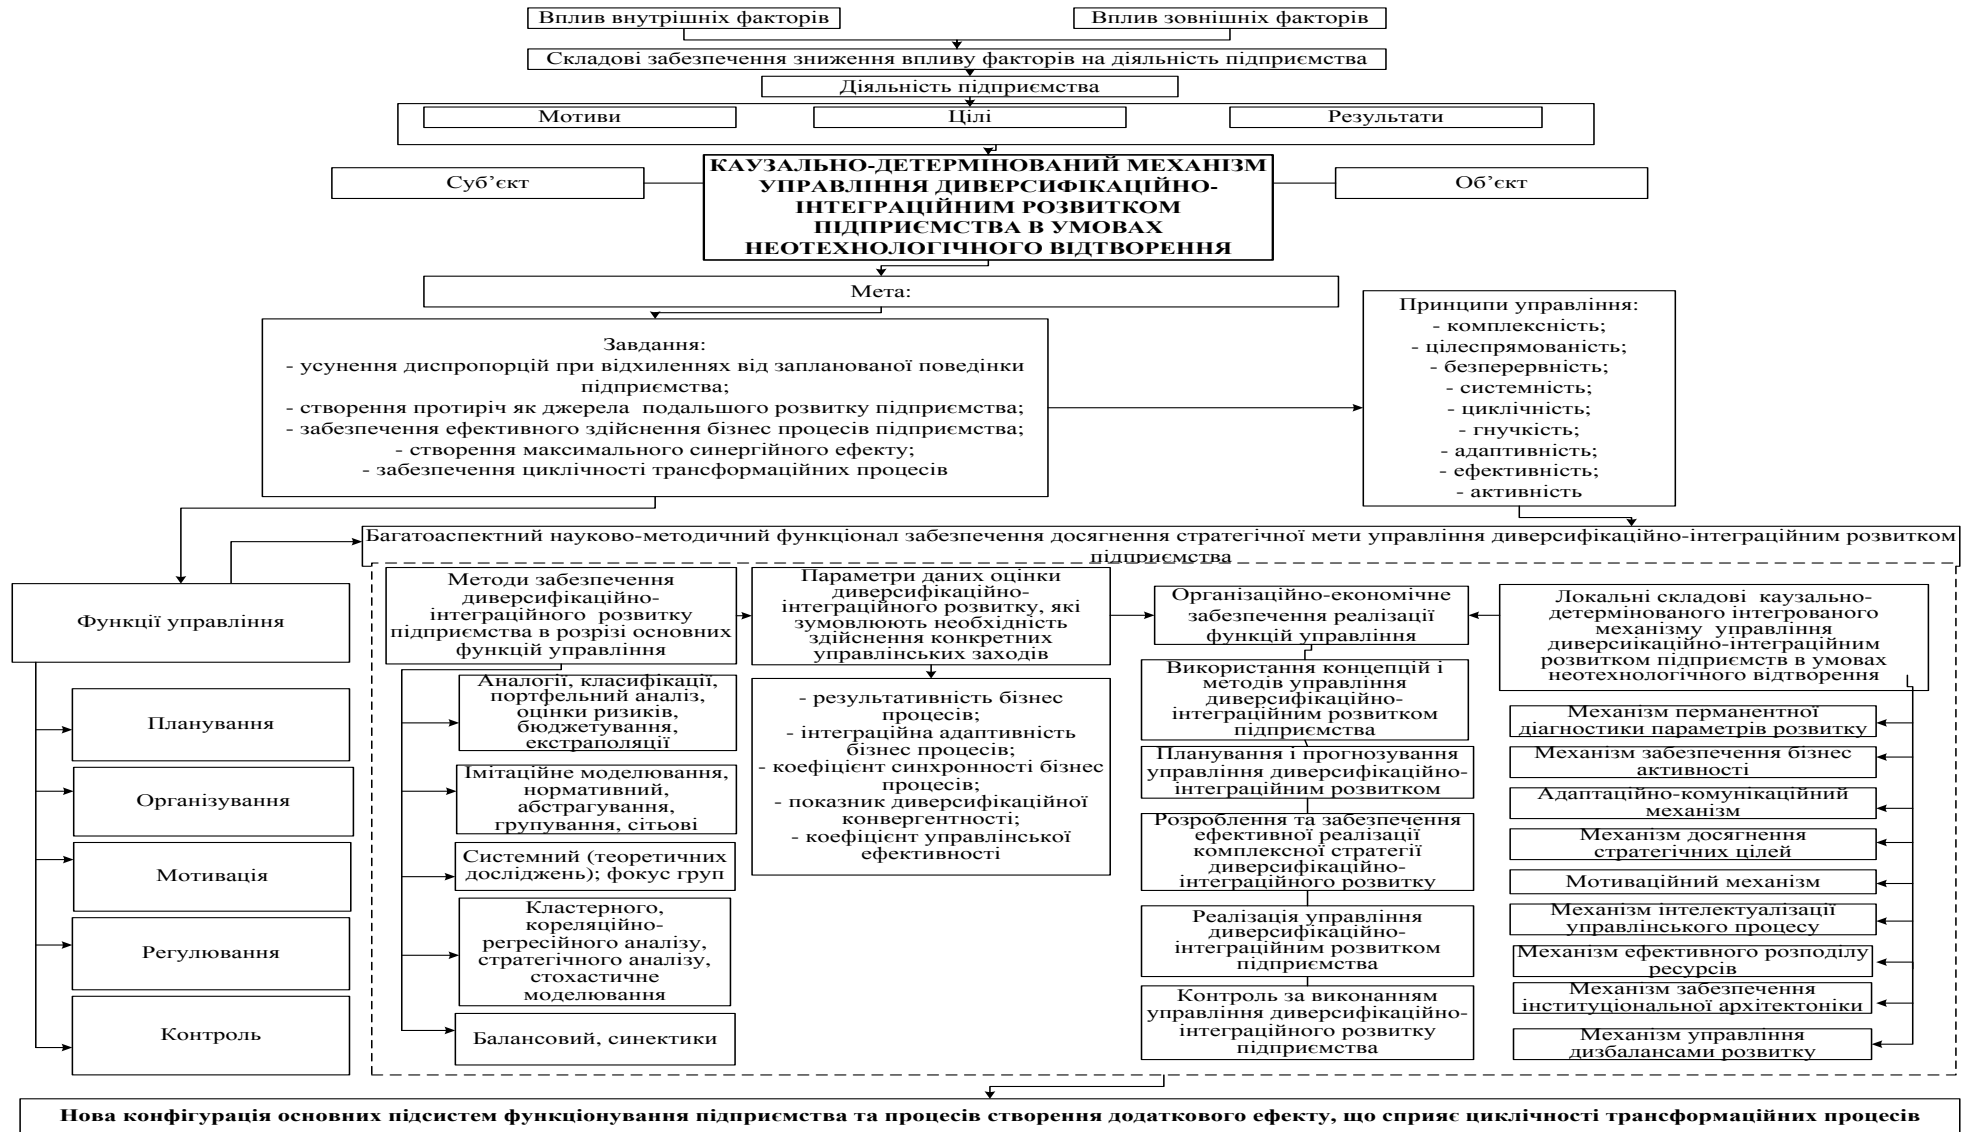 Вплив внутрішніх факторів
Вплив зовнішніх факторів
Складові забезпечення зниження впливу факторів на діяльність підприємства
Діяльність підприємства
Мотиви
Цілі
Результати
Суб’єкт
КАУЗАЛЬНО-ДЕТЕРМІНОВАНИЙ МЕХАНІЗМ
УПРАВЛІННЯ ДИВЕРСИФІКАЦІЙНО-
ІНТЕГРАЦІЙНИМ РОЗВИТКОМ
ПІДПРИЄМСТВА В УМОВАХ
НЕОТЕХНОЛОГІЧНОГО ВІДТВОРЕННЯ
Об’єкт
Мета:
Завдання:
- усунення диспропорцій при відхиленнях від запланованої поведінки
підприємства;
- створення протиріч як джерела подальшого розвитку підприємства;
- забезпечення ефективного здійснення бізнес процесів підприємства;
- створення максимального синергійного ефекту;
- забезпечення циклічності трансформаційних процесів
Принципи управління:
- комплексність;
- цілеспрямованість;
- безперервність;
- системність;
- циклічність;
- гнучкість;
- адаптивність;
- ефективність;
- активність
Багатоаспектний науково-методичний функціонал забезпечення досягнення стратегічної мети управління диверсифікаційно-інтеграційним розвитком
підприємства
Функції управління
Планування
Організування
Мотивація
Регулювання
Контроль
Методи забезпечення
диверсифікаційно-
інтеграційного розвитку
підприємства в розрізі основних
функцій управління
Аналогії, класифікації,
портфельний аналіз,
оцінки ризиків,
бюджетування,
екстраполяції
Імітаційне моделювання,
нормативний,
абстрагування,
групування, сітьові
Системний (теоретичних
досліджень); фокус груп
Кластерного,
кореляційно-
регресійного аналізу,
стратегічного аналізу,
стохастичне
моделювання
Балансовий, синектики
Параметри даних оцінки
диверсифікаційно-
інтеграційного розвитку, які
зумовлюють необхідність
здійснення конкретних
управлінських заходів
- результативність бізнес
процесів;
- інтеграційна адаптивність
бізнес процесів;
- коефіцієнт синхронності бізнес
процесів;
- показник диверсифікаційної
конвергентності;
- коефіцієнт управлінської
ефективності
Організаційно-економічне
забезпечення реалізації
функцій управління
Використання концепцій і
методів управління
диверсифікаційно-
інтеграційним розвитком
підприємства
Планування і прогнозування
управління диверсифікаційно-
інтеграційним розвитком
Розроблення та забезпечення
ефективної реалізації
комплексної стратегії
диверсифікаційно-
інтеграційного розвитку
Реалізація управління
диверсифікаційно-
інтеграційним розвитком
підприємства
Контроль за виконанням
управління диверсифікаційно-
інтеграційного розвитку
підприємства
Локальні складові каузально-
детермінованого інтегрованого
механізму управління
диверсиікаційно-інтеграційним
розвитком підприємств в умовах
неотехнологічного відтворення
Механізм перманентної
діагностики параметрів розвитку
Механізм забезпечення бізнес
активності
Адаптаційно-комунікаційний
механізм
Механізм досягнення
стратегічних цілей
Мотиваційний механізм
Механізм інтелектуалізації
управлінського процесу
Механізм ефективного розподілу
ресурсів
Механізм забезпечення
інституціональної архітектоніки
Механізм управління
дизбалансами розвитку
Нова конфігурація основних підсистем функціонування підприємства та процесів створення додаткового ефекту, що сприяє циклічності трансформаційних процесів